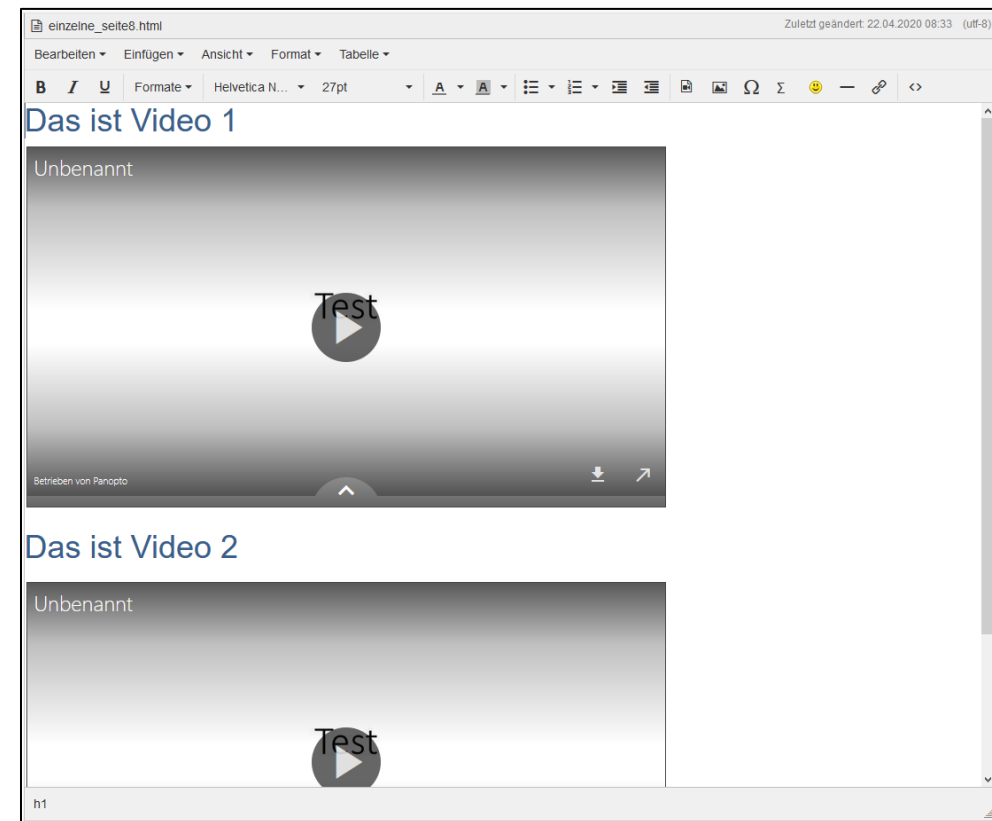 einzelne_seite8.html Zuletzt geändert: 22.04.2020 08:33 (utf-8)
Bearbeiten Einfügen Ansicht Format Tabelle
B I U Formate Helvetica N... 27pt A A Ω Σ <>
Das ist Video 1
Unbenannt
Test
Betrieben von Panopto
Das ist Video 2
Unbenannt
Test
h1